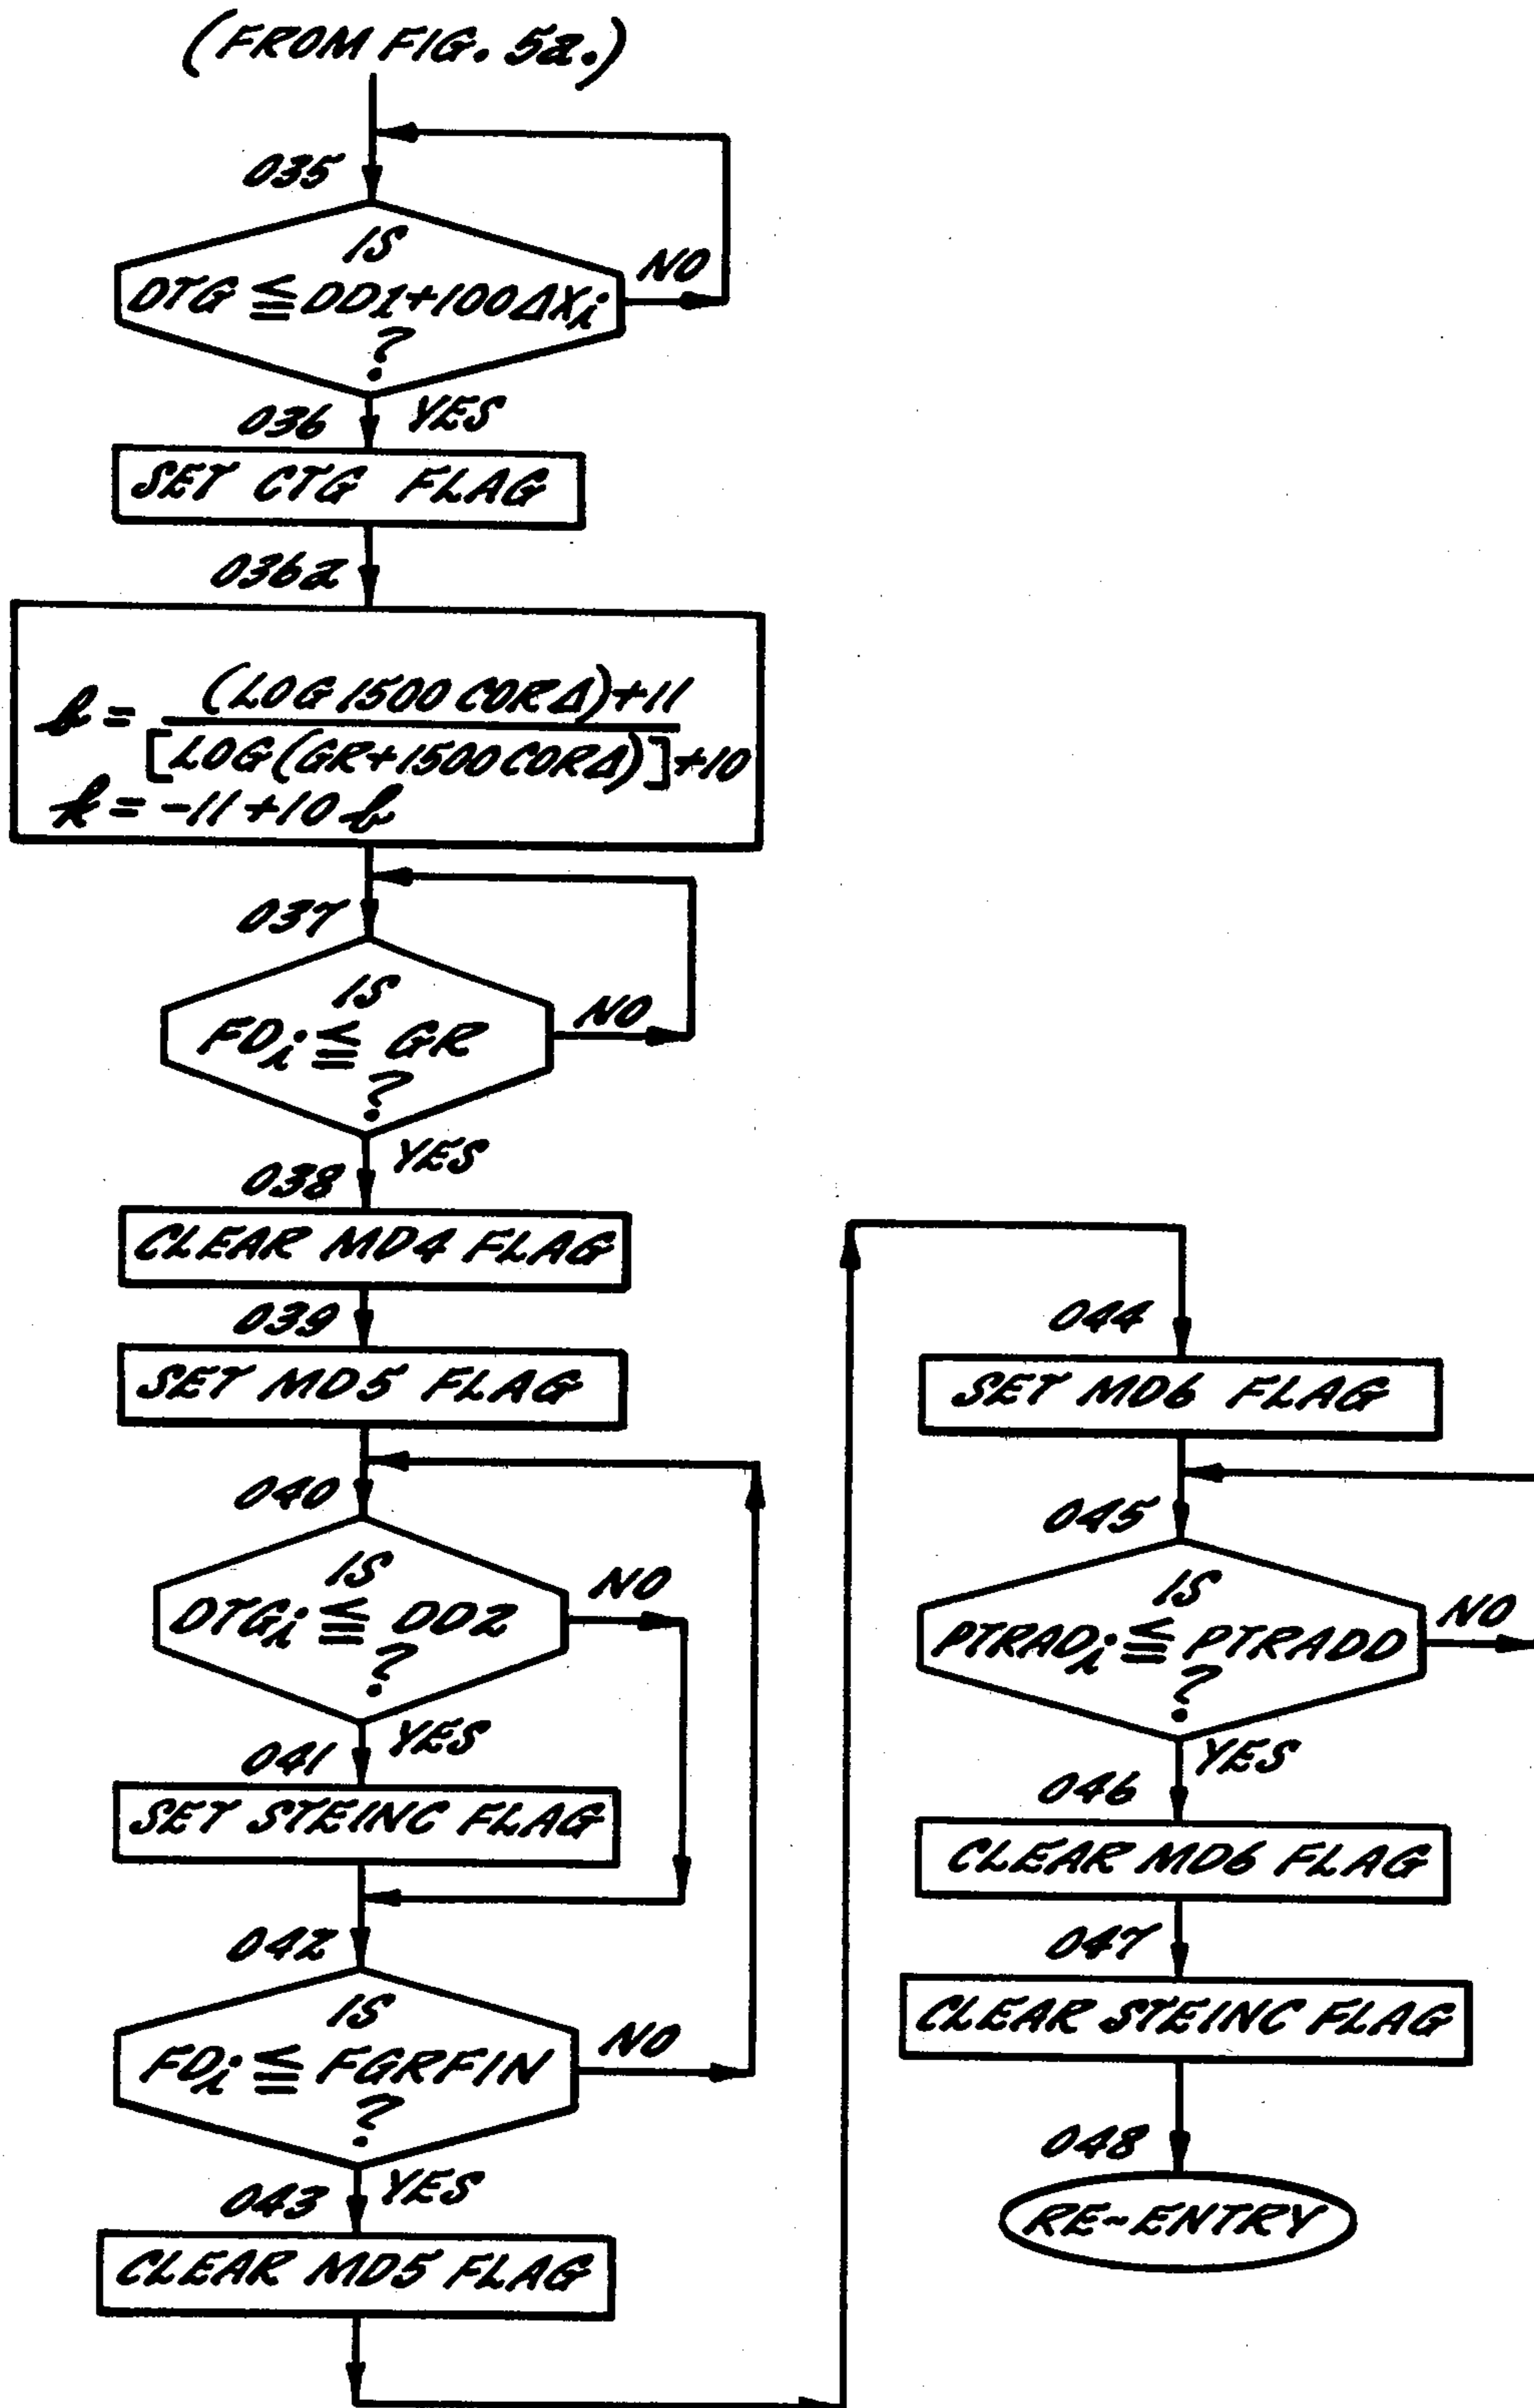 (FROM FIG. 5a.)
035
IS
DTG ≦ DD1+100ΔXi
?
NO
YES
036
SET CTG FLAG
036a
b = (LOG 1500 CORΔ)+11
[LOG(GR+1500CORΔ)]+10
k = -11+10 b
037
IS
FDi ≦ GR
?
NO
YES
038
CLEAR MD4 FLAG
039
SET MD5 FLAG
040
IS
DTGi ≦ DD2
?
NO
YES
041
SET STEINC FLAG
042
IS
FDi ≦ FGRFIN
?
NO
YES
043
CLEAR MD5 FLAG
044
SET MD6 FLAG
045
IS
PTRADi ≦ PTRADD
?
NO
YES
046
CLEAR MD6 FLAG
047
CLEAR STEINC FLAG
048
RE-ENTRY